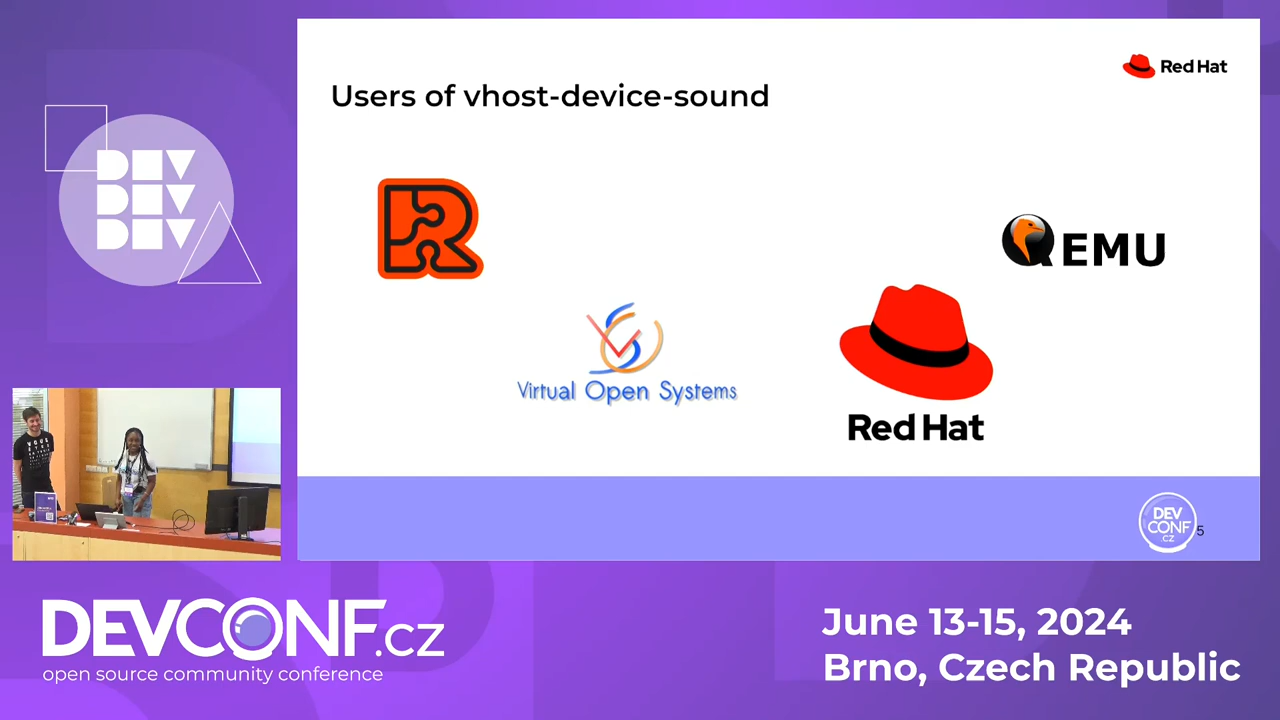 DEV
DEV
DEV
Red Hat
Users of vhost-device-sound
QEMU
Virtual Open Systems
Red Hat
DEV
CONF
.CZ
5
DEVCONF.cz
open source community conference
June 13-15, 2024
Brno, Czech Republic